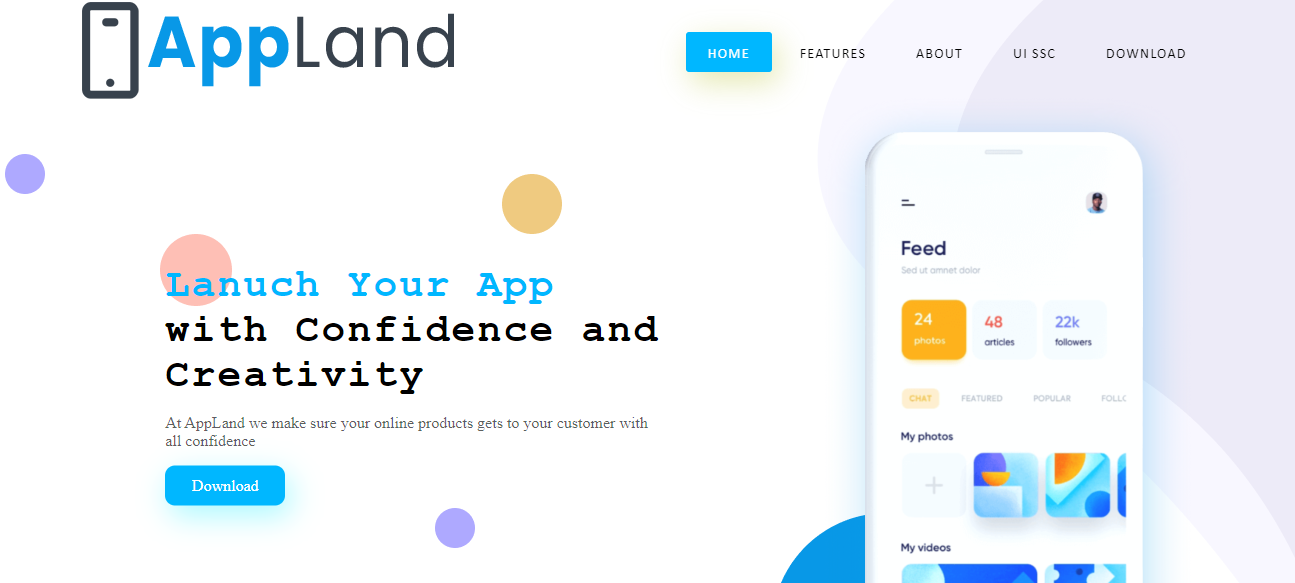 AppLand
HOME FEATURES ABOUT UI SSC DOWNLOAD
Lanuch Your App
with Confidence and
Creativity
At AppLand we make sure your online products gets to your customer with
all confidence
Download
Feed
Sed ut amnet dolor
24 48 22k
photos articles followers
CHAT FEATURED POPULAR FOLLC
My photos
+
My videos